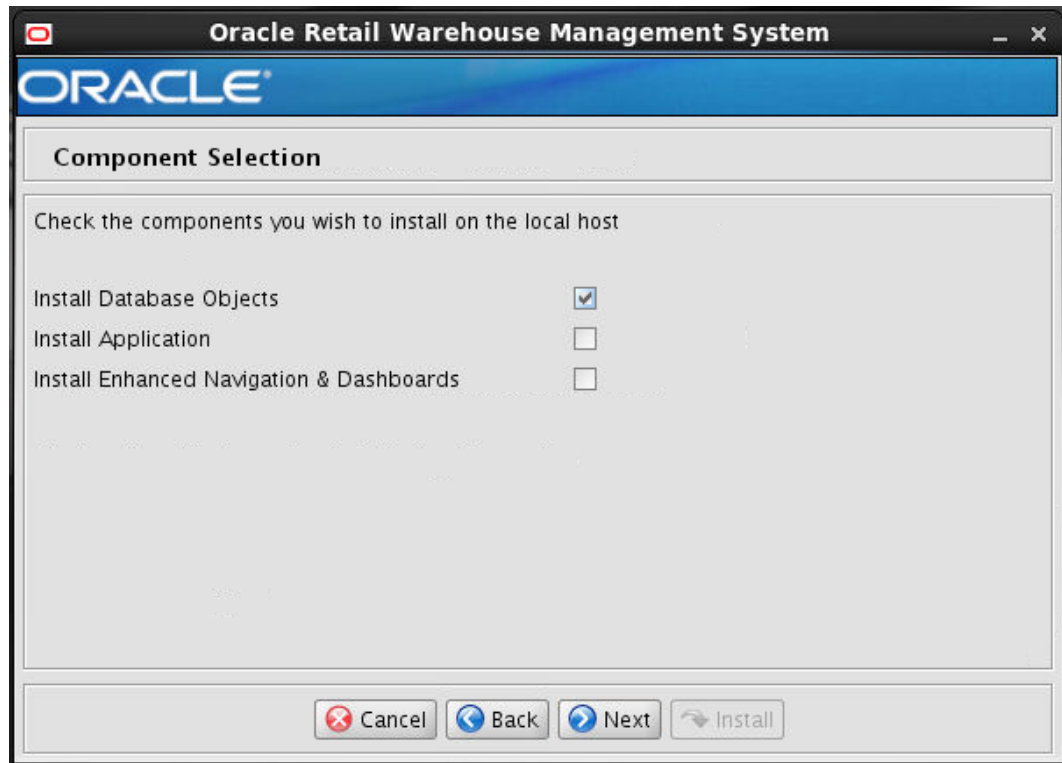 Oracle Retail Warehouse Management System
ORACLE
Component Selection
Check the components you wish to install on the local host
Install Database Objects
Install Application
Install Enhanced Navigation & Dashboards
Cancel Back Next Install